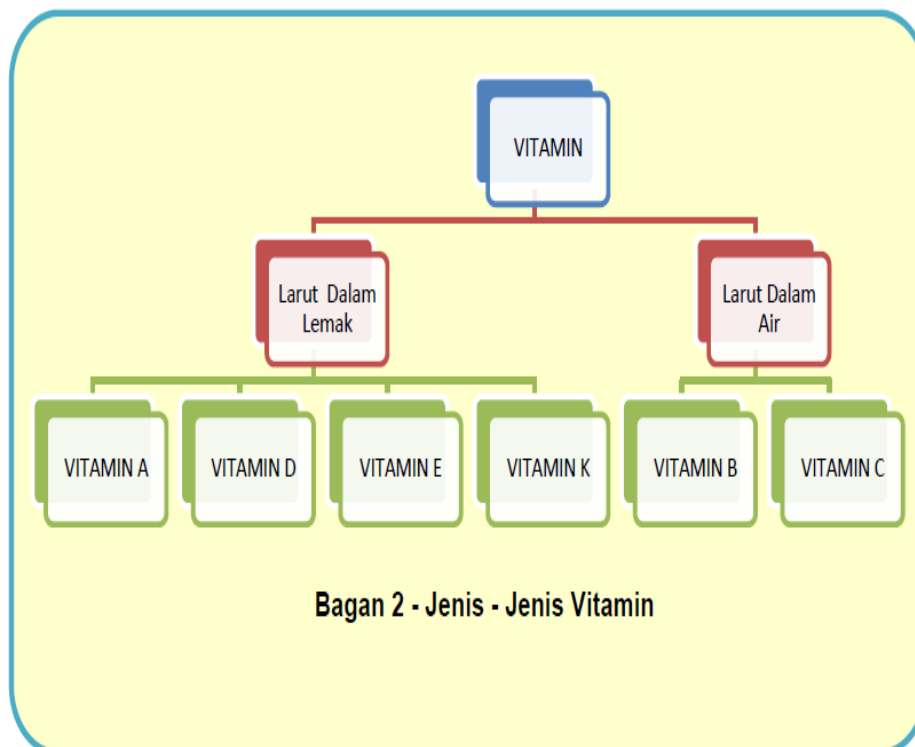 VITAMIN
Larut Dalam
Lemak
Larut Dalam
Air
VITAMIN A
VITAMIN D
VITAMIN E
VITAMIN K
VITAMIN B
VITAMIN C
Bagan 2 - Jenis - Jenis Vitamin